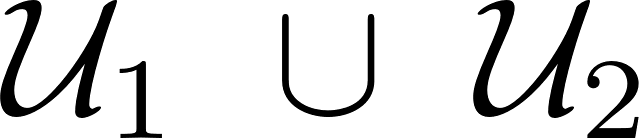 𝒰₁ ∪ 𝒰₂